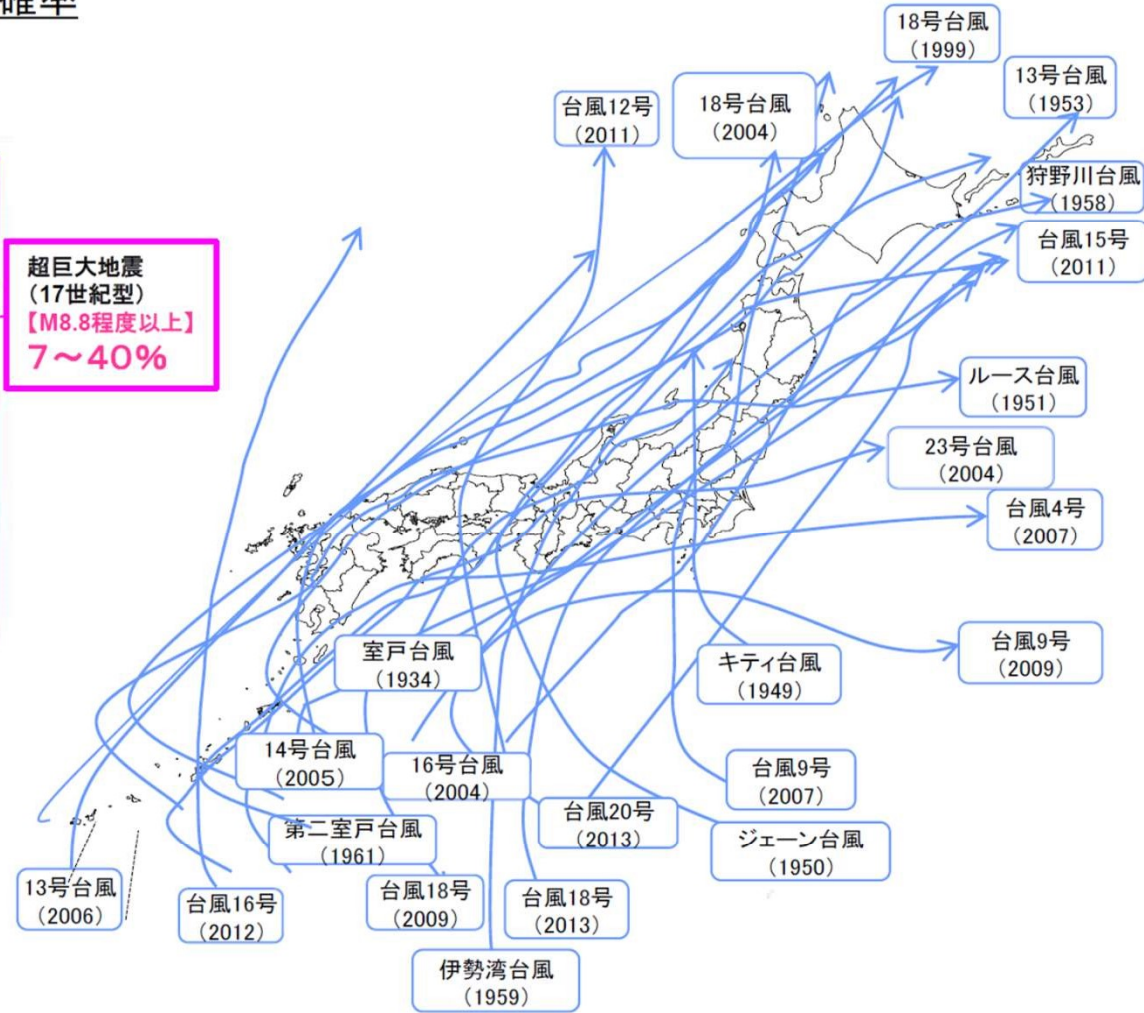 確率
18号台風
(1999)
13号台風
(1953)
台風12号
(2011)
18号台風
(2004)
狩野川台風
(1958)
台風15号
(2011)
超巨大地震
(17世紀型)
【M8.8程度以上】
7～40%
ルース台風
(1951)
23号台風
(2004)
台風4号
(2007)
台風9号
(2009)
室戸台風
(1934)
キティ台風
(1949)
14号台風
(2005)
16号台風
(2004)
台風9号
(2007)
台風20号
(2013)
第二室戸台風
(1961)
ジェーン台風
(1950)
13号台風
(2006)
台風16号
(2012)
台風18号
(2009)
台風18号
(2013)
伊勢湾台風
(1959)